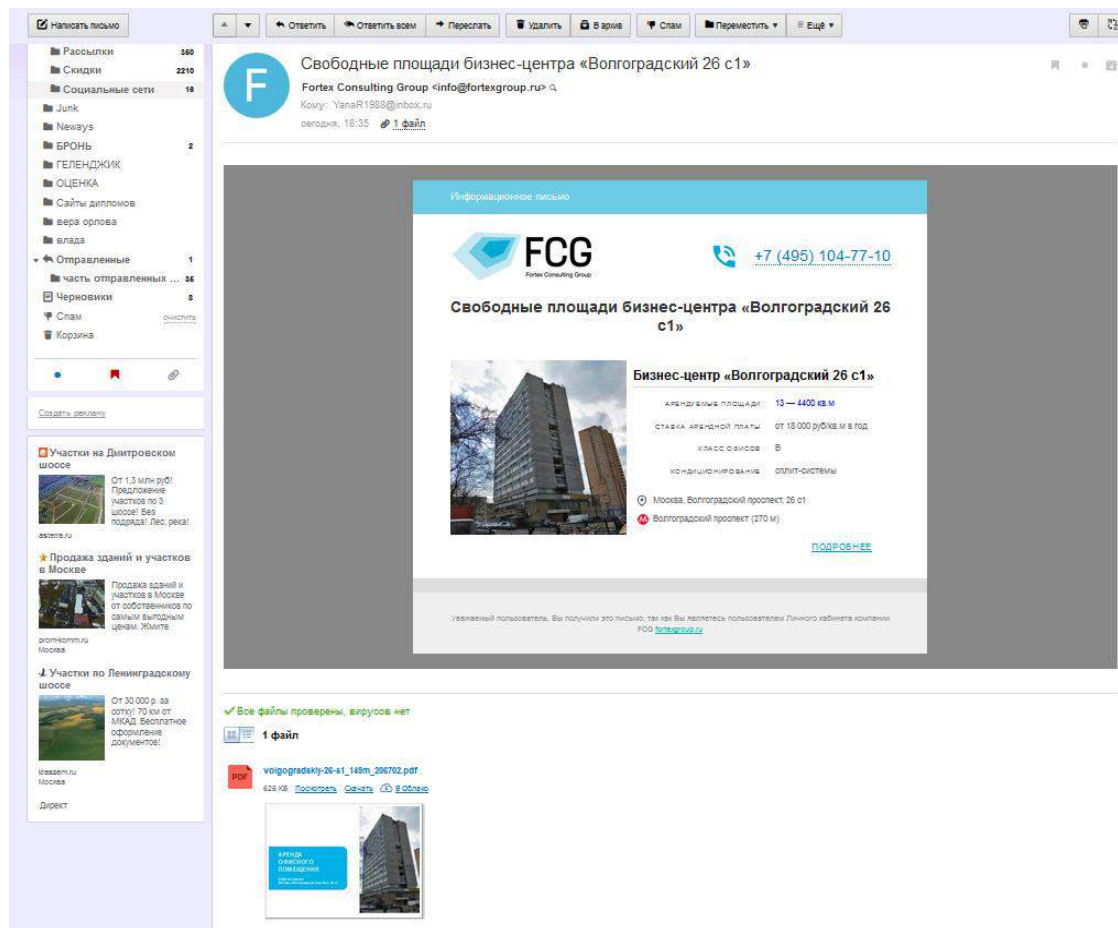 Написать письмо
Ответить
Ответить всем
Переслать
Удалить
В архив
Спам
Переместить
Ещё
Рассылки 350
Скидки 2210
Социальные сети 16
Junk
Neways
БРОНЬ 2
ГЕЛЕНДЖИК
ОЦЕНКА
Сайты дипломов
вера орлова
влада
Отправленные 1
часть отправленных ... 35
Черновики 8
Спам очистить
Корзина
Создать рекламу
Участки на Дмитровском
шоссе
От 1,3 млн руб!
Предложение
участков по 3
шоссе! Без
подряда! Лес, река!
asterra.ru
Продажа зданий и участков
в Москве
Продажа зданий и
участков в Москве
от собственников по
самым выгодным
ценам. Жмите
promkomm.ru
Москва
Участки по Ленинградскому
шоссе
От 30 000 р. за
сотку! 70 км от
МКАД. Бесплатное
оформление
документов!
Москва
Директ
F
Свободные площади бизнес-центра «Волгоградский 26 с1»
Fortex Consulting Group <info@fortexgroup.ru>
Кому: YanaR1988@inbox.ru
сегодня, 18:35 1 файл
Информационное письмо
FCG
Fortex Consulting Group
+7 (495) 104-77-10
Свободные площади бизнес-центра «Волгоградский 26
с1»
Бизнес-центр «Волгоградский 26 с1»
АРЕНДУЕМЫЕ ПЛОЩАДИ 13 — 4400 кв.м
СТАВКА АРЕНДНОЙ ПЛАТЫ от 18 000 руб/кв.м в год
КЛАСС ОФИСОВ B
КОНДИЦИОНИРОВАНИЕ сплит-системы
Москва, Волгоградский проспект, 26 с1
Волгоградский проспект (270 м)
ПОДРОБНЕЕ
Уважаемый пользователь, Вы получили это письмо, так как Вы являетесь пользователем Личного кабинета компании
FCG fortexgroup.ru
Все файлы проверены, вирусов нет
1 файл
PDF
volgogradskiy-26-s1_149m_206702.pdf
626 КБ Посмотреть Скачать В Облако
АРЕНДА
ОФИСНОГО
ПОМЕЩЕНИЯ